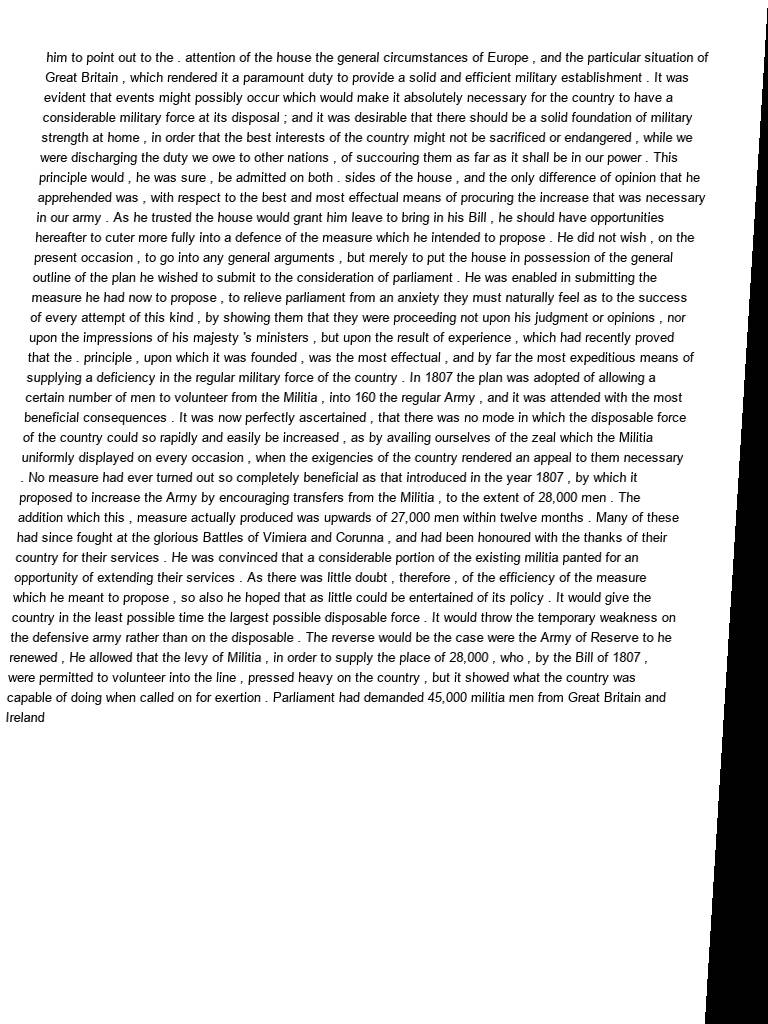 him to point out to the . attention of the house the general circumstances of Europe , and the particular situation of
Great Britain , which rendered it a paramount duty to provide a solid and efficient military establishment . It was
evident that events might possibly occur which would make it absolutely necessary for the country to have a
considerable military force at its disposal ; and it was desirable that there should be a solid foundation of military
strength at home , in order that the best interests of the country might not be sacrificed or endangered , while we
were discharging the duty we owe to other nations , of succouring them as far as it shall be in our power . This
principle would , he was sure , be admitted on both . sides of the house , and the only difference of opinion that he
apprehended was , with respect to the best and most effectual means of procuring the increase that was necessary
in our army . As he trusted the house would grant him leave to bring in his Bill , he should have opportunities
hereafter to cuter more fully into a defence of the measure which he intended to propose . He did not wish , on the
present occasion , to go into any general arguments , but merely to put the house in possession of the general
outline of the plan he wished to submit to the consideration of parliament . He was enabled in submitting the
measure he had now to propose , to relieve parliament from an anxiety they must naturally feel as to the success
of every attempt of this kind , by showing them that they were proceeding not upon his judgment or opinions , nor
upon the impressions of his majesty 's ministers , but upon the result of experience , which had recently proved
that the . principle , upon which it was founded , was the most effectual , and by far the most expeditious means of
supplying a deficiency in the regular military force of the country . In 1807 the plan was adopted of allowing a
certain number of men to volunteer from the Militia , into 160 the regular Army , and it was attended with the most
beneficial consequences . It was now perfectly ascertained , that there was no mode in which the disposable force
of the country could so rapidly and easily be increased , as by availing ourselves of the zeal which the Militia
uniformly displayed on every occasion , when the exigencies of the country rendered an appeal to them necessary
. No measure had ever turned out so completely beneficial as that introduced in the year 1807 , by which it
proposed to increase the Army by encouraging transfers from the Militia , to the extent of 28,000 men . The
addition which this , measure actually produced was upwards of 27,000 men within twelve months . Many of these
had since fought at the glorious Battles of Vimiera and Corunna , and had been honoured with the thanks of their
country for their services . He was convinced that a considerable portion of the existing militia panted for an
opportunity of extending their services . As there was little doubt , therefore , of the efficiency of the measure
which he meant to propose , so also he hoped that as little could be entertained of its policy . It would give the
country in the least possible time the largest possible disposable force . It would throw the temporary weakness on
the defensive army rather than on the disposable . The reverse would be the case were the Army of Reserve to he
renewed , He allowed that the levy of Militia , in order to supply the place of 28,000 , who , by the Bill of 1807 ,
were permitted to volunteer into the line , pressed heavy on the country , but it showed what the country was
capable of doing when called on for exertion . Parliament had demanded 45,000 militia men from Great Britain and
Ireland